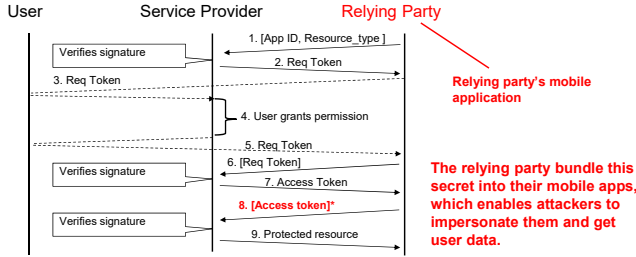 User
Service Provider
Relying Party
1. [App ID, Resource_type ]
Verifies signature
2. Req Token
3. Req Token
Relying party's mobile
application
4. User grants permission
5. Req Token
6. [Req Token]
Verifies signature
7. Access Token
The relying party bundle this
secret into their mobile apps,
which enables attackers to
impersonate them and get
user data.
8. [Access token]*
Verifies signature
9. Protected resource